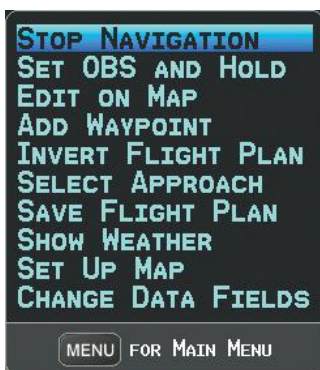 Stop Navigation
Set OBS and Hold
Edit on Map
Add Waypoint
Invert Flight Plan
Select Approach
Save Flight Plan
Show Weather
Set Up Map
Change Data Fields
MENU for Main Menu